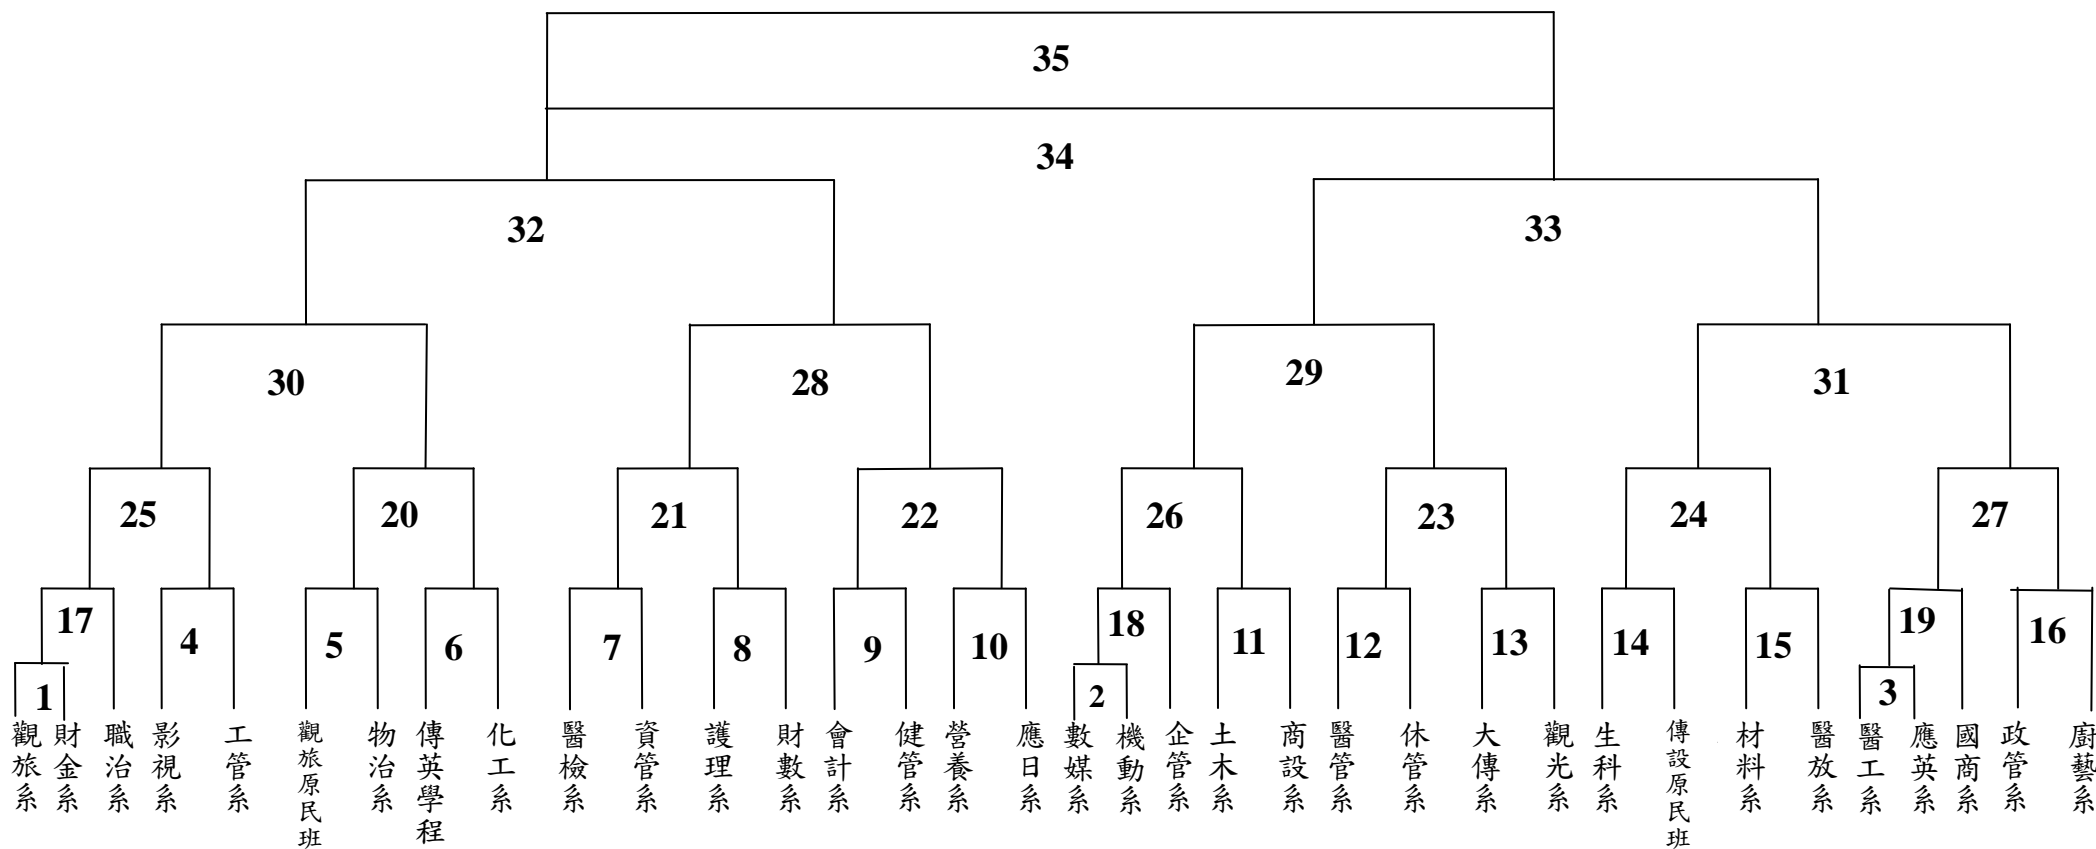 35
34
32
33
30
28
29
31
25
20
21
22
26
23
24
27
17
4
5
6
7
8
9
10
18
11
12
13
14
15
19
16
1
2
3
觀旅系
財金系
職治系
影視系
工管系
觀旅原民班
物治系
傳英學程
化工系
醫檢系
資管系
護理系
財數系
會計系
健管系
營養系
應日系
數媒系
機動系
企管系
土木系
商設系
醫管系
休管系
大傳系
觀光系
生科系
傳設原民班
材料系
醫放系
醫工系
應英系
國商系
政管系
廚藝系